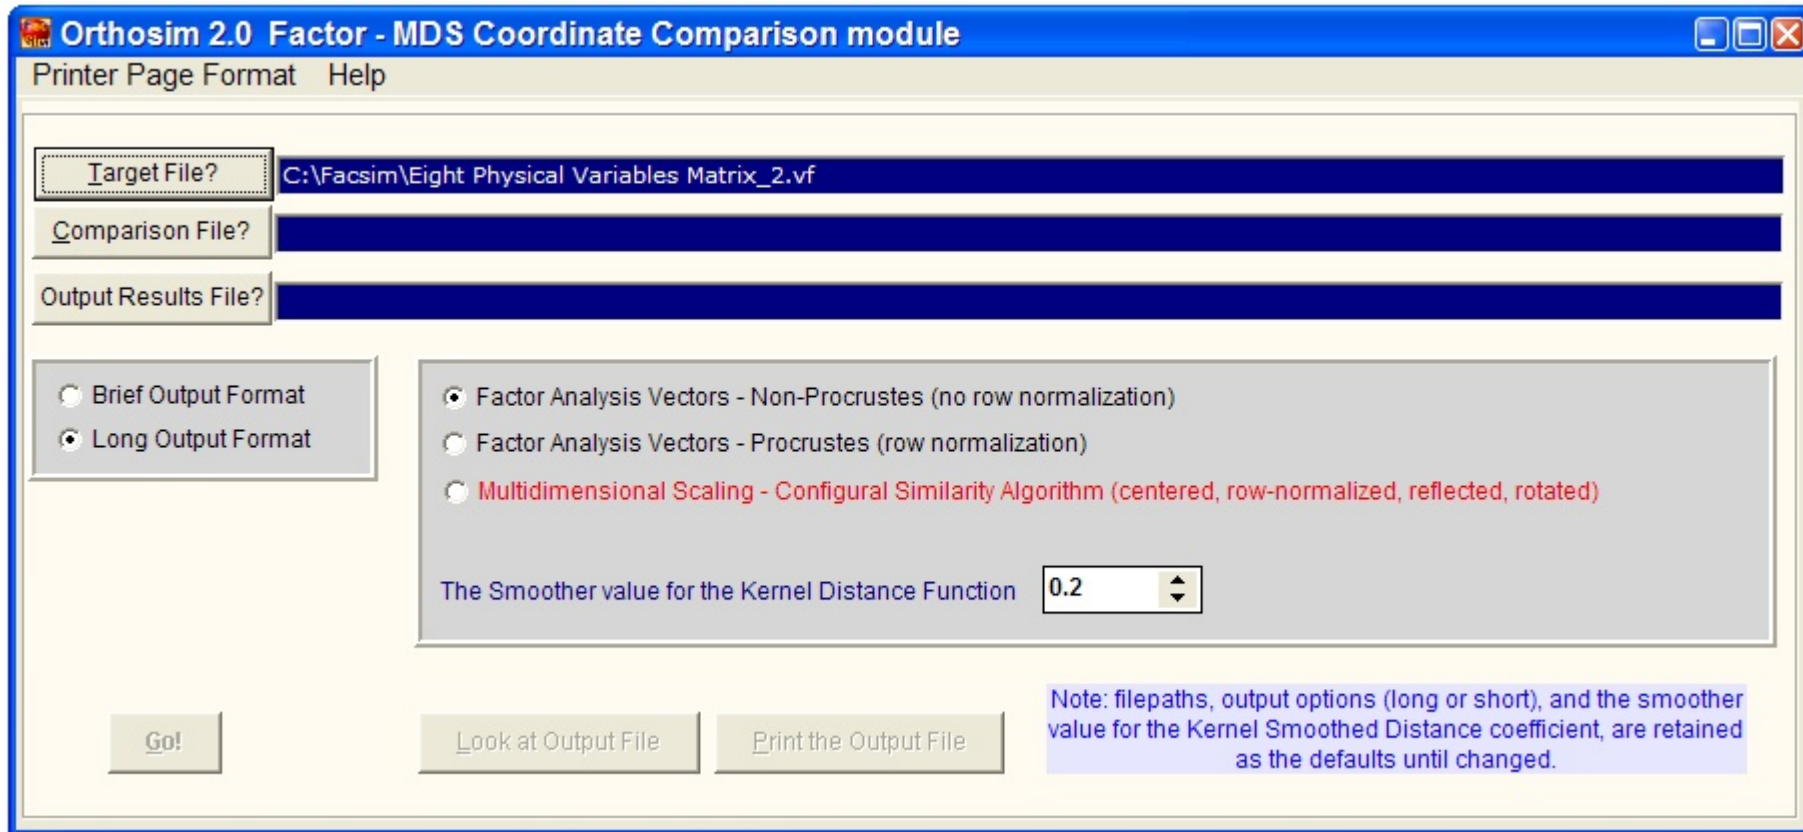 Orthosim 2.0 Factor - MDS Coordinate Comparison module
Printer Page Format Help
Target File? C:\Facsim\Eight Physical Variables Matrix_2.vf
Comparison File?
Output Results File?
Brief Output Format
Long Output Format
Factor Analysis Vectors - Non-Procrustes (no row normalization)
Factor Analysis Vectors - Procrustes (row normalization)
Multidimensional Scaling - Configural Similarity Algorithm (centered, row-normalized, reflected, rotated)
The Smoother value for the Kernel Distance Function 0.2
Go!
Look at Output File
Print the Output File
Note: filepaths, output options (long or short), and the smoother
value for the Kernel Smoothed Distance coefficient, are retained
as the defaults until changed.